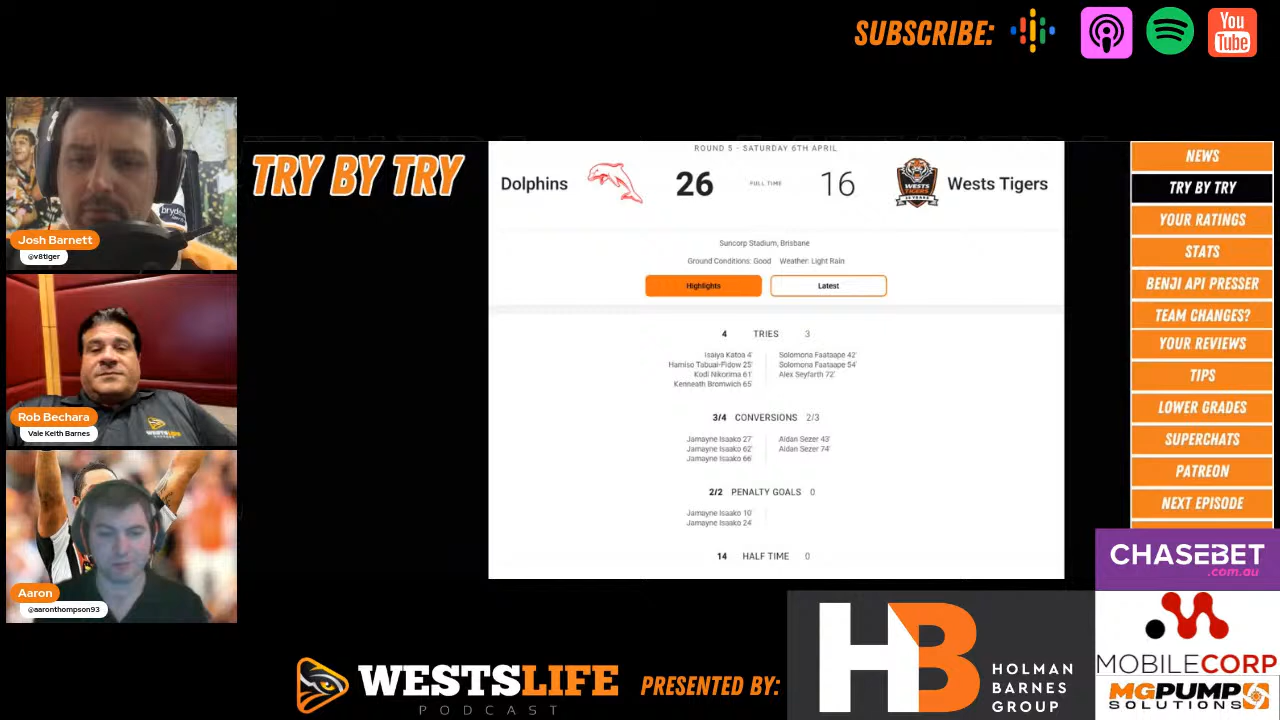 SUBSCRIBE:
You
Tube
TRY BY TRY
ROUND 5 - SATURDAY 6TH APRIL
Dolphins
26
FULL TIME
16
WESTS
TIGERS
Wests Tigers
Suncorp Stadium, Brisbane
Ground Conditions: Good Weather: Light Rain
Highlights
Latest
4 TRIES 3
Isaiya Katoa 4' Solomona Faataape 42'
Hamiso Tabuai-Fidow 25' Solomona Faataape 54'
Kodi Nikorima 61' Alex Seyfarth 72'
Kenneath Bromwich 65'
3/4 CONVERSIONS 2/3
Jamayne Isaako 27' Aidan Sezer 43'
Jamayne Isaako 62' Aidan Sezer 74'
Jamayne Isaako 66'
2/2 PENALTY GOALS 0
Jamayne Isaako 10'
Jamayne Isaako 24'
14 HALF TIME 0
bryde
Josh Barnett
@v8tiger
WESTSLIFE
Rob Bechara
Vale Keith Barnes
Aaron
@aaronthompson93
NEWS
TRY BY TRY
YOUR RATINGS
STATS
BENJI API PRESSER
TEAM CHANGES?
YOUR REVIEWS
TIPS
LOWER GRADES
SUPERCHATS
PATREON
NEXT EPISODE
CHASEBET
.com.au
WESTSLIFE
PODCAST
PRESENTED BY:
HB
HOLMAN
BARNES
GROUP
MOBILECORP
MGPUMP
SOLUTIONS